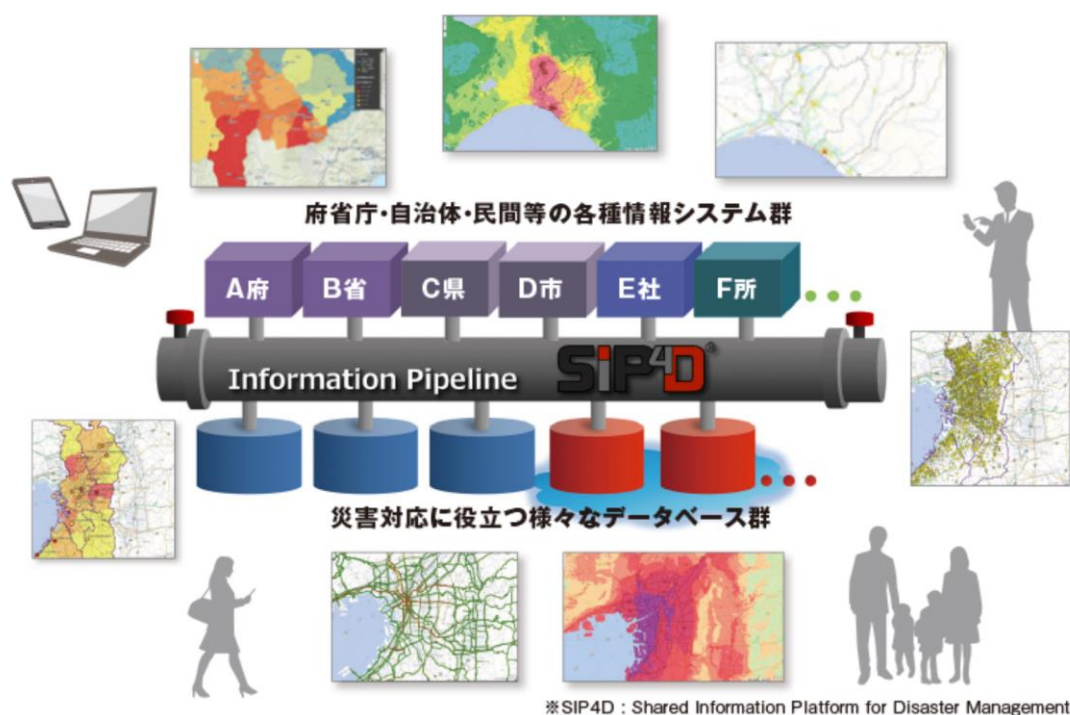 府省庁・自治体・民間等の各種情報システム群
A府
B省
C県
D市
E社
F所
Information Pipeline
SIP4D®
災害対応に役立つ様々なデータベース群
※SIP4D : Shared Information Platform for Disaster Management